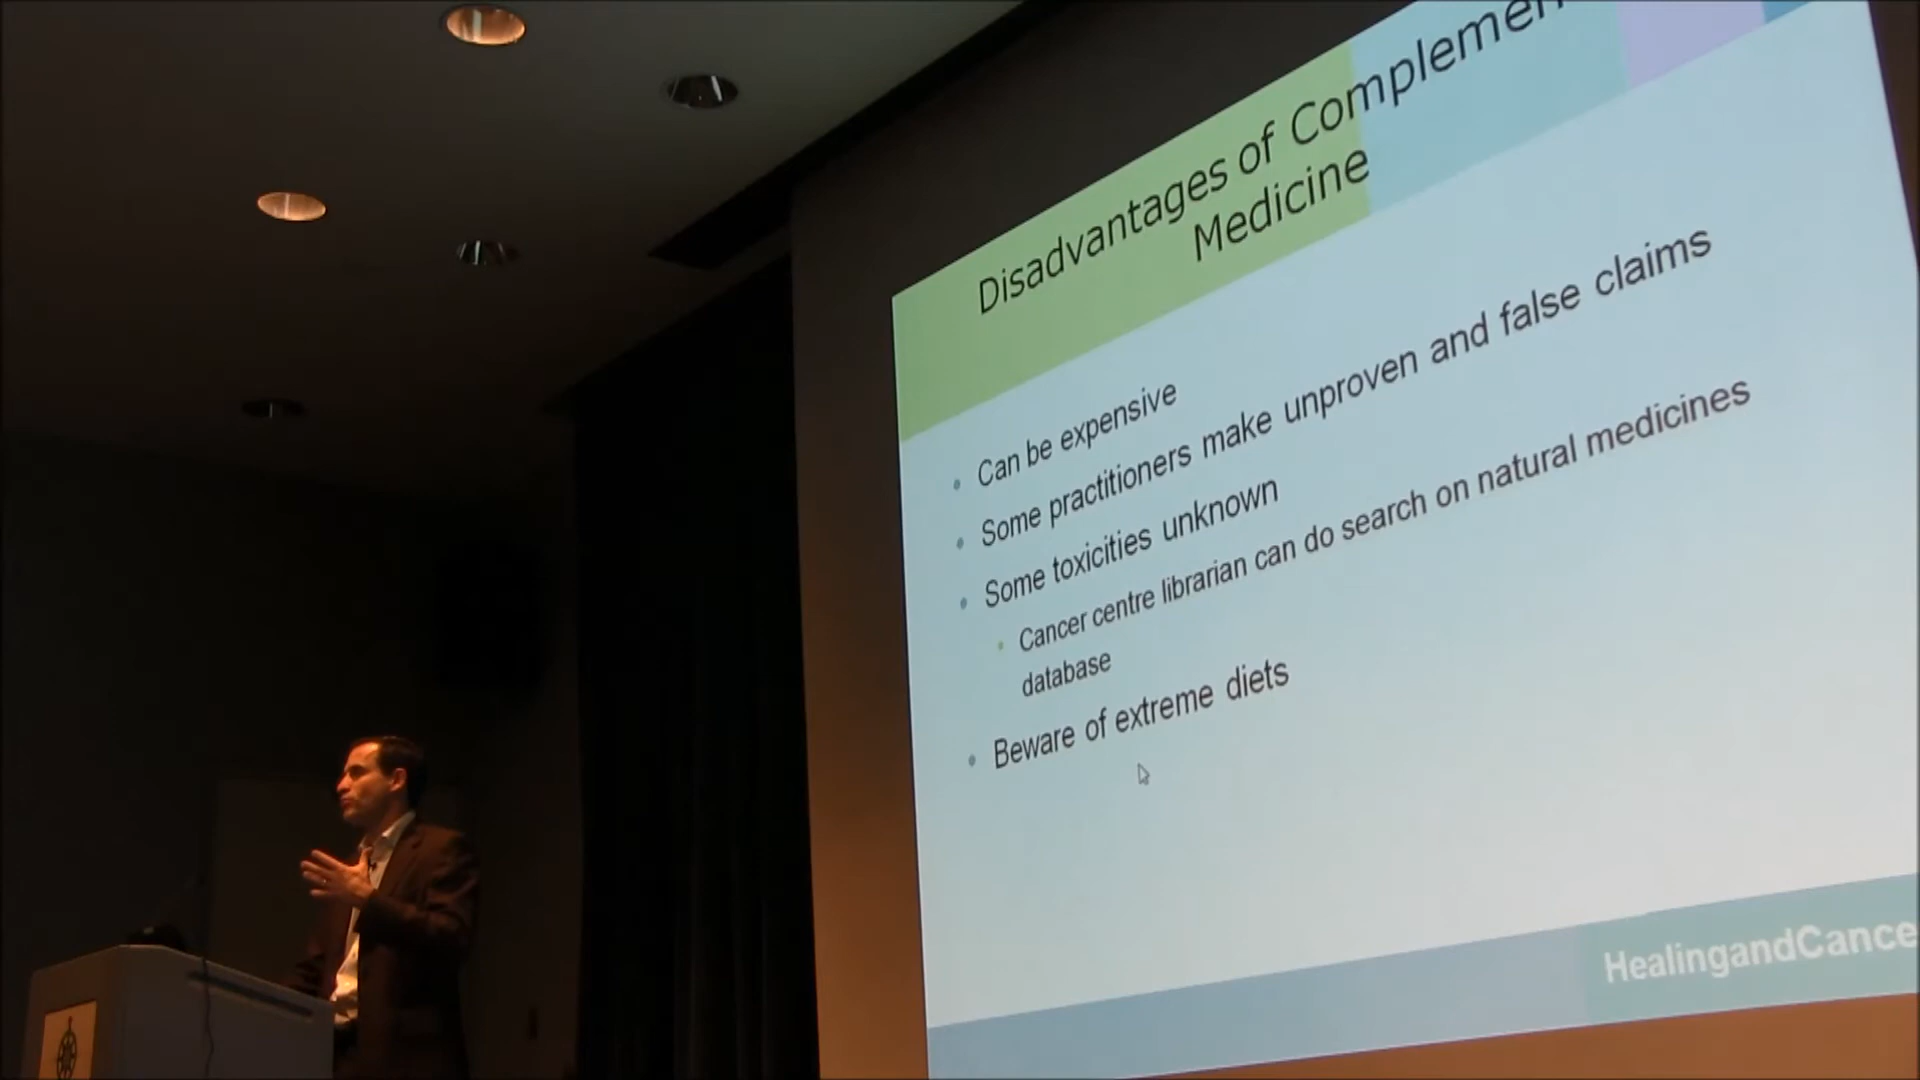 Disadvantages of Complemen
Medicine
Can be expensive
Some practitioners make unproven and false claims
Some toxicities unknown
Cancer centre librarian can do search on natural medicines
database
Beware of extreme diets
HealingandCance